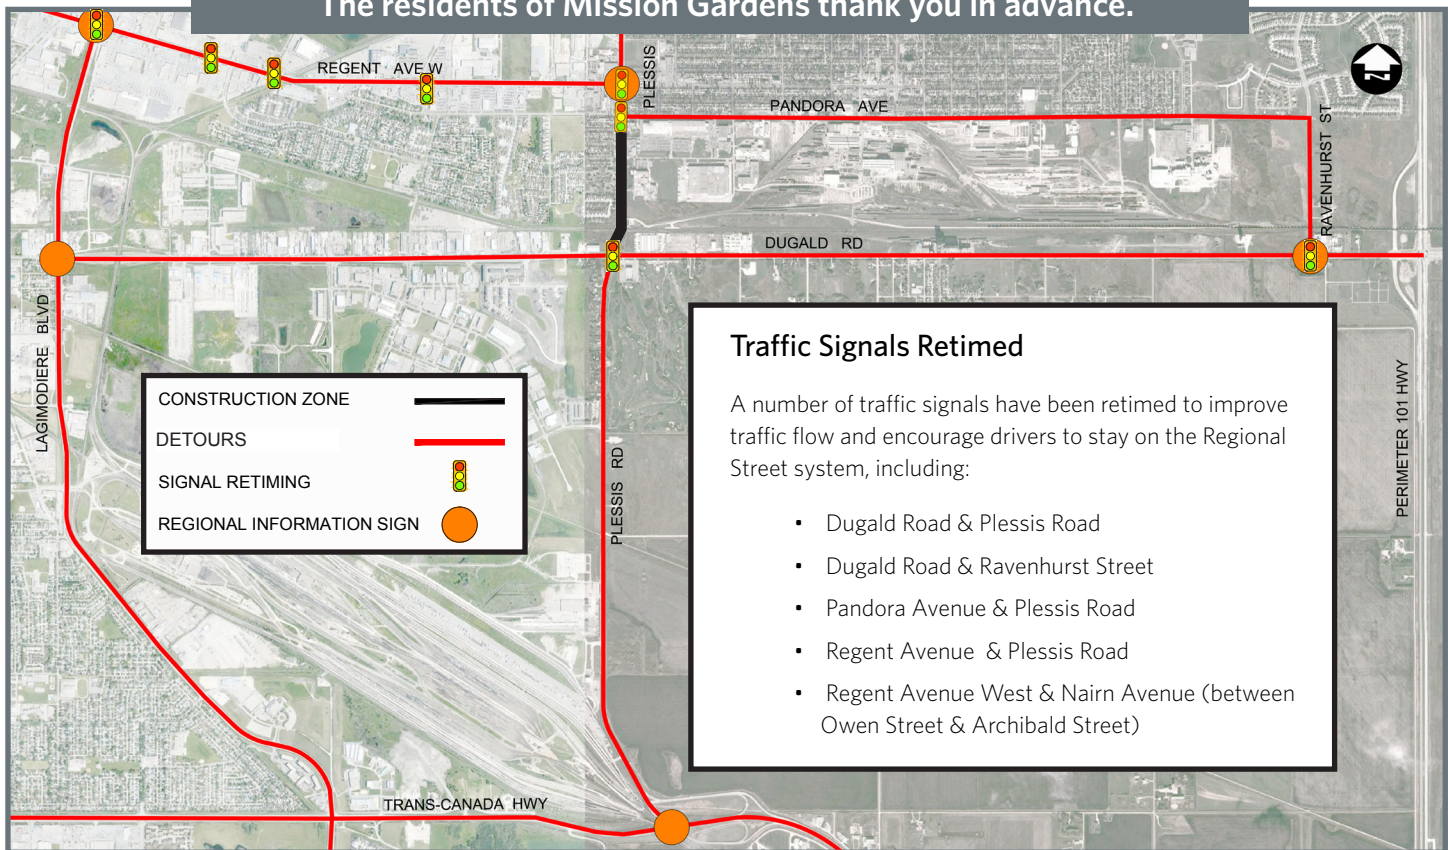 The residents of Mission Gardens thank you in advance.
REGENT AVE W
PLESSIS
PANDORA AVE
N
RAVENHURST ST
DUGALD RD
LAGIMODIERE BLVD
CONSTRUCTION ZONE
DETOURS
SIGNAL RETIMING
REGIONAL INFORMATION SIGN
PLESSIS RD
Traffic Signals Retimed
A number of traffic signals have been retimed to improve
traffic flow and encourage drivers to stay on the Regional
Street system, including:
• Dugald Road & Plessis Road
• Dugald Road & Ravenhurst Street
• Pandora Avenue & Plessis Road
• Regent Avenue & Plessis Road
• Regent Avenue West & Nairn Avenue (between
Owen Street & Archibald Street)
PERIMETER 101 HWY
TRANS-CANADA HWY